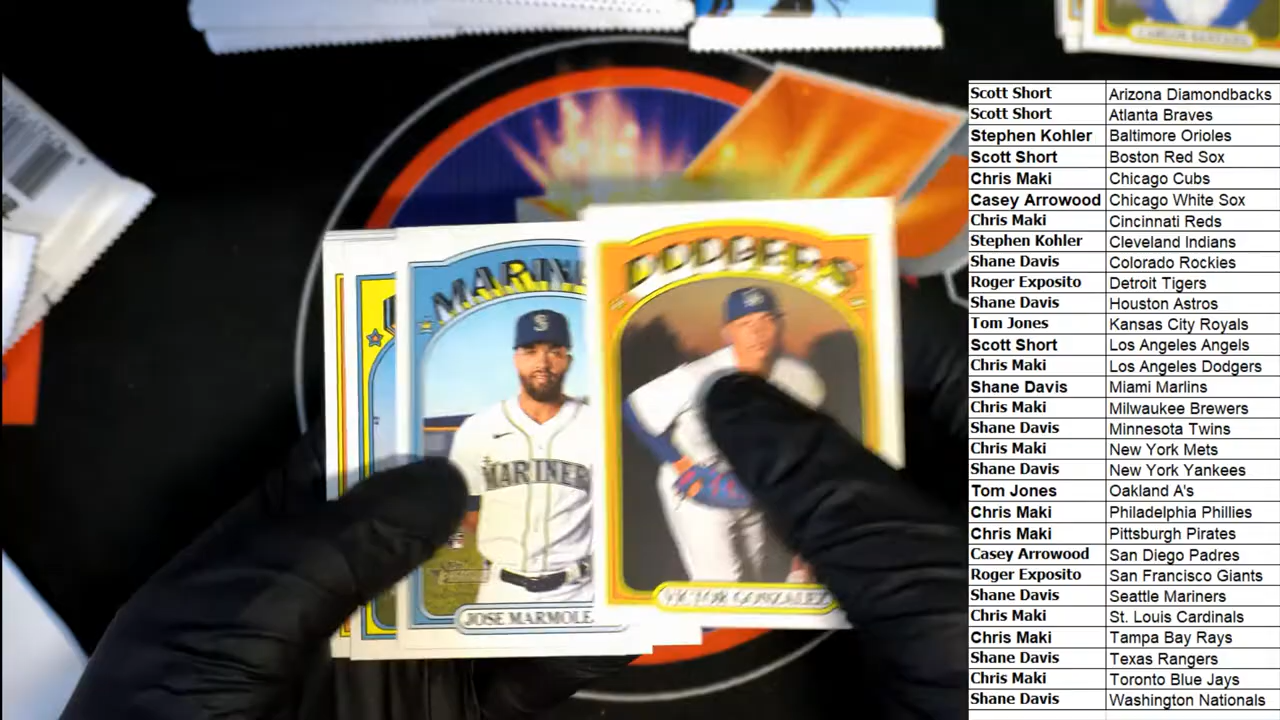 CARLOS SANTANA
MARINE
DODGERS
MARINER
JOSE MARMOLE
VICTOR GONZALEZ
Scott Short Arizona Diamondbacks
Scott Short Atlanta Braves
Stephen Kohler Baltimore Orioles
Scott Short Boston Red Sox
Chris Maki Chicago Cubs
Casey Arrowood Chicago White Sox
Chris Maki Cincinnati Reds
Stephen Kohler Cleveland Indians
Shane Davis Colorado Rockies
Roger Exposito Detroit Tigers
Shane Davis Houston Astros
Tom Jones Kansas City Royals
Scott Short Los Angeles Angels
Chris Maki Los Angeles Dodgers
Shane Davis Miami Marlins
Chris Maki Milwaukee Brewers
Shane Davis Minnesota Twins
Chris Maki New York Mets
Shane Davis New York Yankees
Tom Jones Oakland A's
Chris Maki Philadelphia Phillies
Chris Maki Pittsburgh Pirates
Casey Arrowood San Diego Padres
Roger Exposito San Francisco Giants
Shane Davis Seattle Mariners
Chris Maki St. Louis Cardinals
Chris Maki Tampa Bay Rays
Shane Davis Texas Rangers
Chris Maki Toronto Blue Jays
Shane Davis Washington Nationals